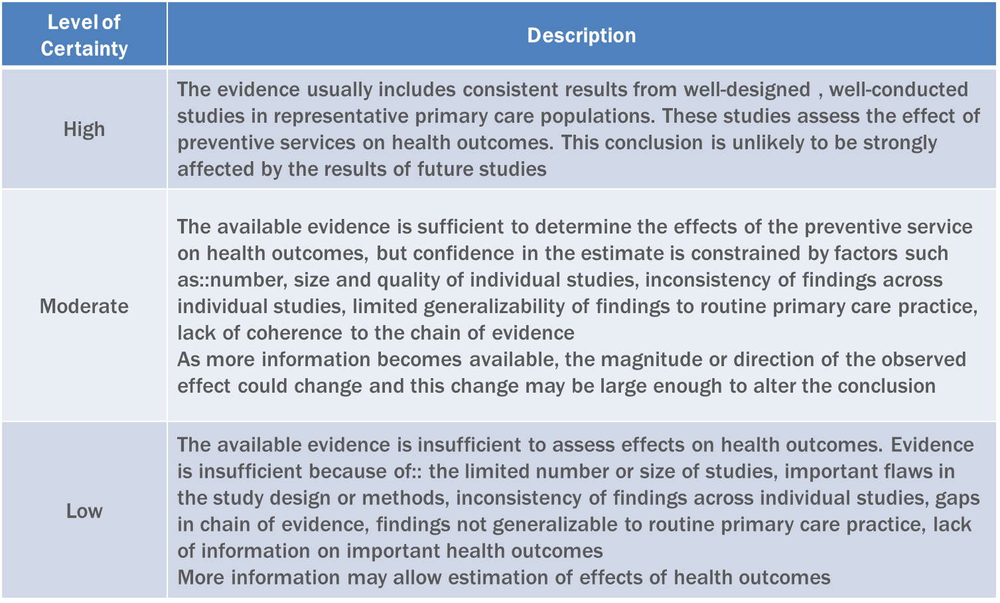 Level of
Certainty
Description
High
The evidence usually includes consistent results from well-designed , well-conducted
studies in representative primary care populations. These studies assess the effect of
preventive services on health outcomes. This conclusion is unlikely to be strongly
affected by the results of future studies
Moderate
The available evidence is sufficient to determine the effects of the preventive service
on health outcomes, but confidence in the estimate is constrained by factors such
as::number, size and quality of individual studies, inconsistency of findings across
individual studies, limited generalizability of findings to routine primary care practice,
lack of coherence to the chain of evidence
As more information becomes available, the magnitude or direction of the observed
effect could change and this change may be large enough to alter the conclusion
Low
The available evidence is insufficient to assess effects on health outcomes. Evidence
is insufficient because of:: the limited number or size of studies, important flaws in
the study design or methods, inconsistency of findings across individual studies, gaps
in chain of evidence, findings not generalizable to routine primary care practice, lack
of information on important health outcomes
More information may allow estimation of effects of health outcomes